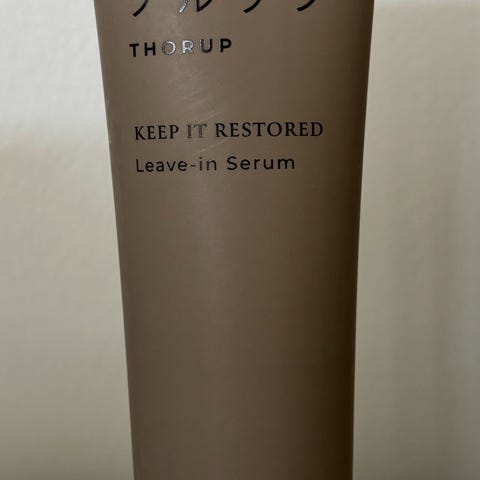 THORUP
KEEP IT RESTORED
Leave-in Serum